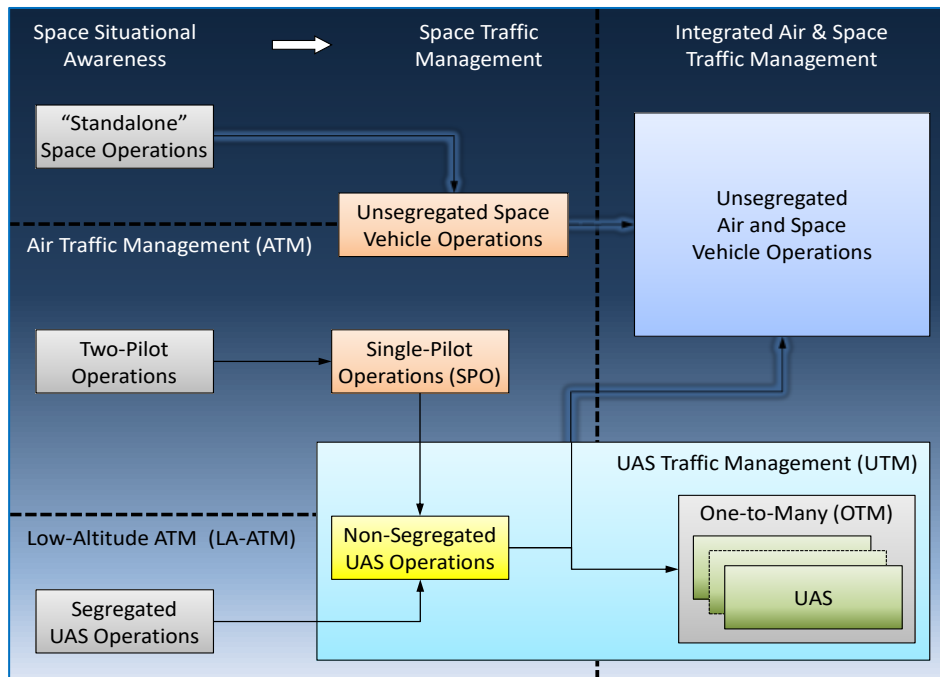 Space Situational
Awareness
Space Traffic
Management
Integrated Air & Space
Traffic Management
“Standalone”
Space Operations
Unsegregated Space
Vehicle Operations
Unsegregated
Air and Space
Vehicle Operations
Air Traffic Management (ATM)
Two-Pilot
Operations
Single-Pilot
Operations (SPO)
UAS Traffic Management (UTM)
Low-Altitude ATM (LA-ATM)
Non-Segregated
UAS Operations
One-to-Many (OTM)
UAS
Segregated
UAS Operations